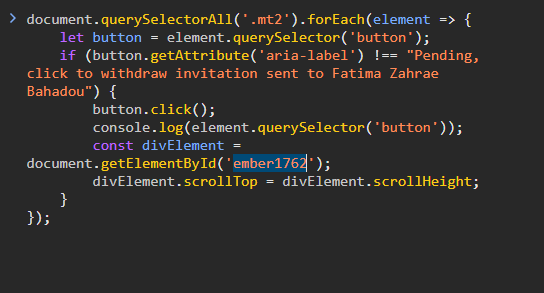 document.querySelectorAll('.mt2').forEach(element => {
let button = element.querySelector('button');
if (button.getAttribute('aria-label') !== "Pending,
click to withdraw invitation sent to Fatima Zahrae
Bahadou") {
button.click();
console.log(element.querySelector('button'));
const divElement =
document.getElementById('ember1762');
divElement.scrollTop = divElement.scrollHeight;
}
});